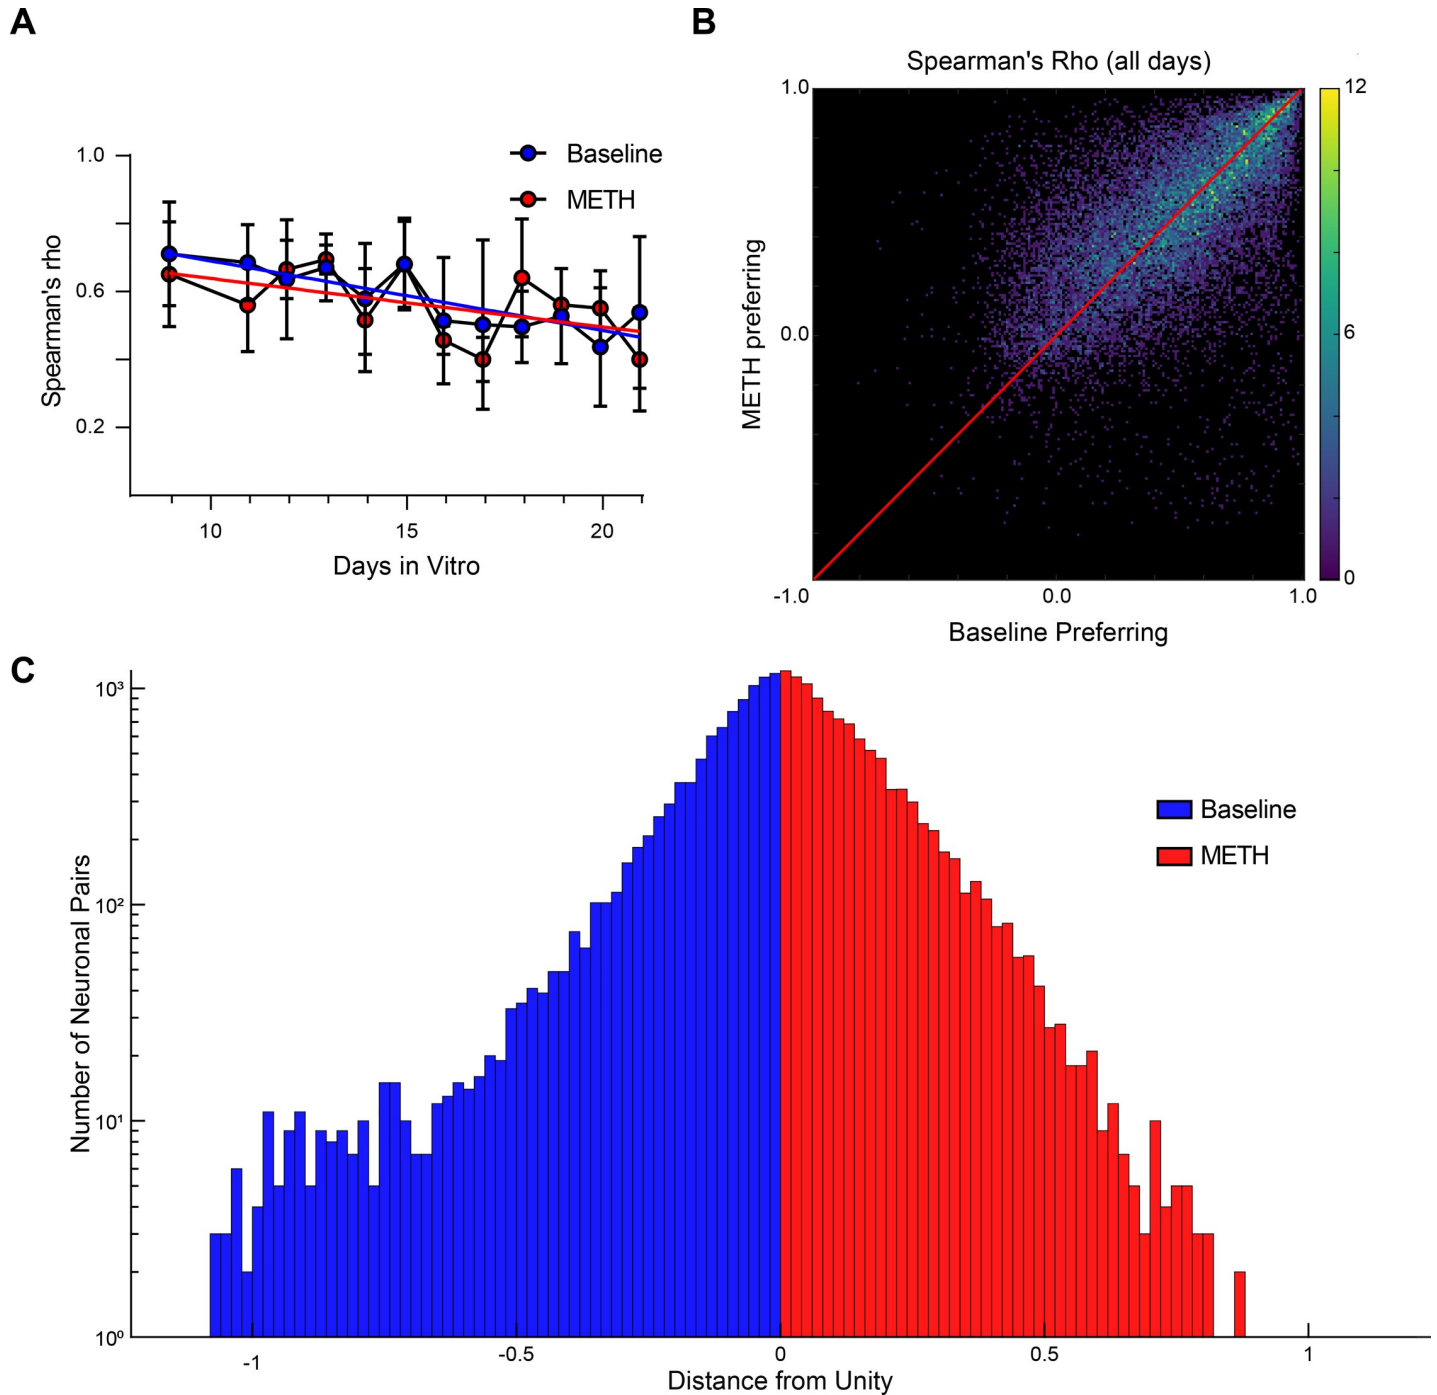 A
B
Spearman's Rho (all days)
1.0
0.0
-1.0
0.0
1.0
12
6
0
METH preferring
Baseline Preferring
Baseline
METH
1.0
0.6
0.2
Spearman's rho
10
15
20
Days in Vitro
C
10³
10²
10¹
10⁰
Number of Neuronal Pairs
Baseline
METH
-1
-0.5
0
0.5
1
Distance from Unity